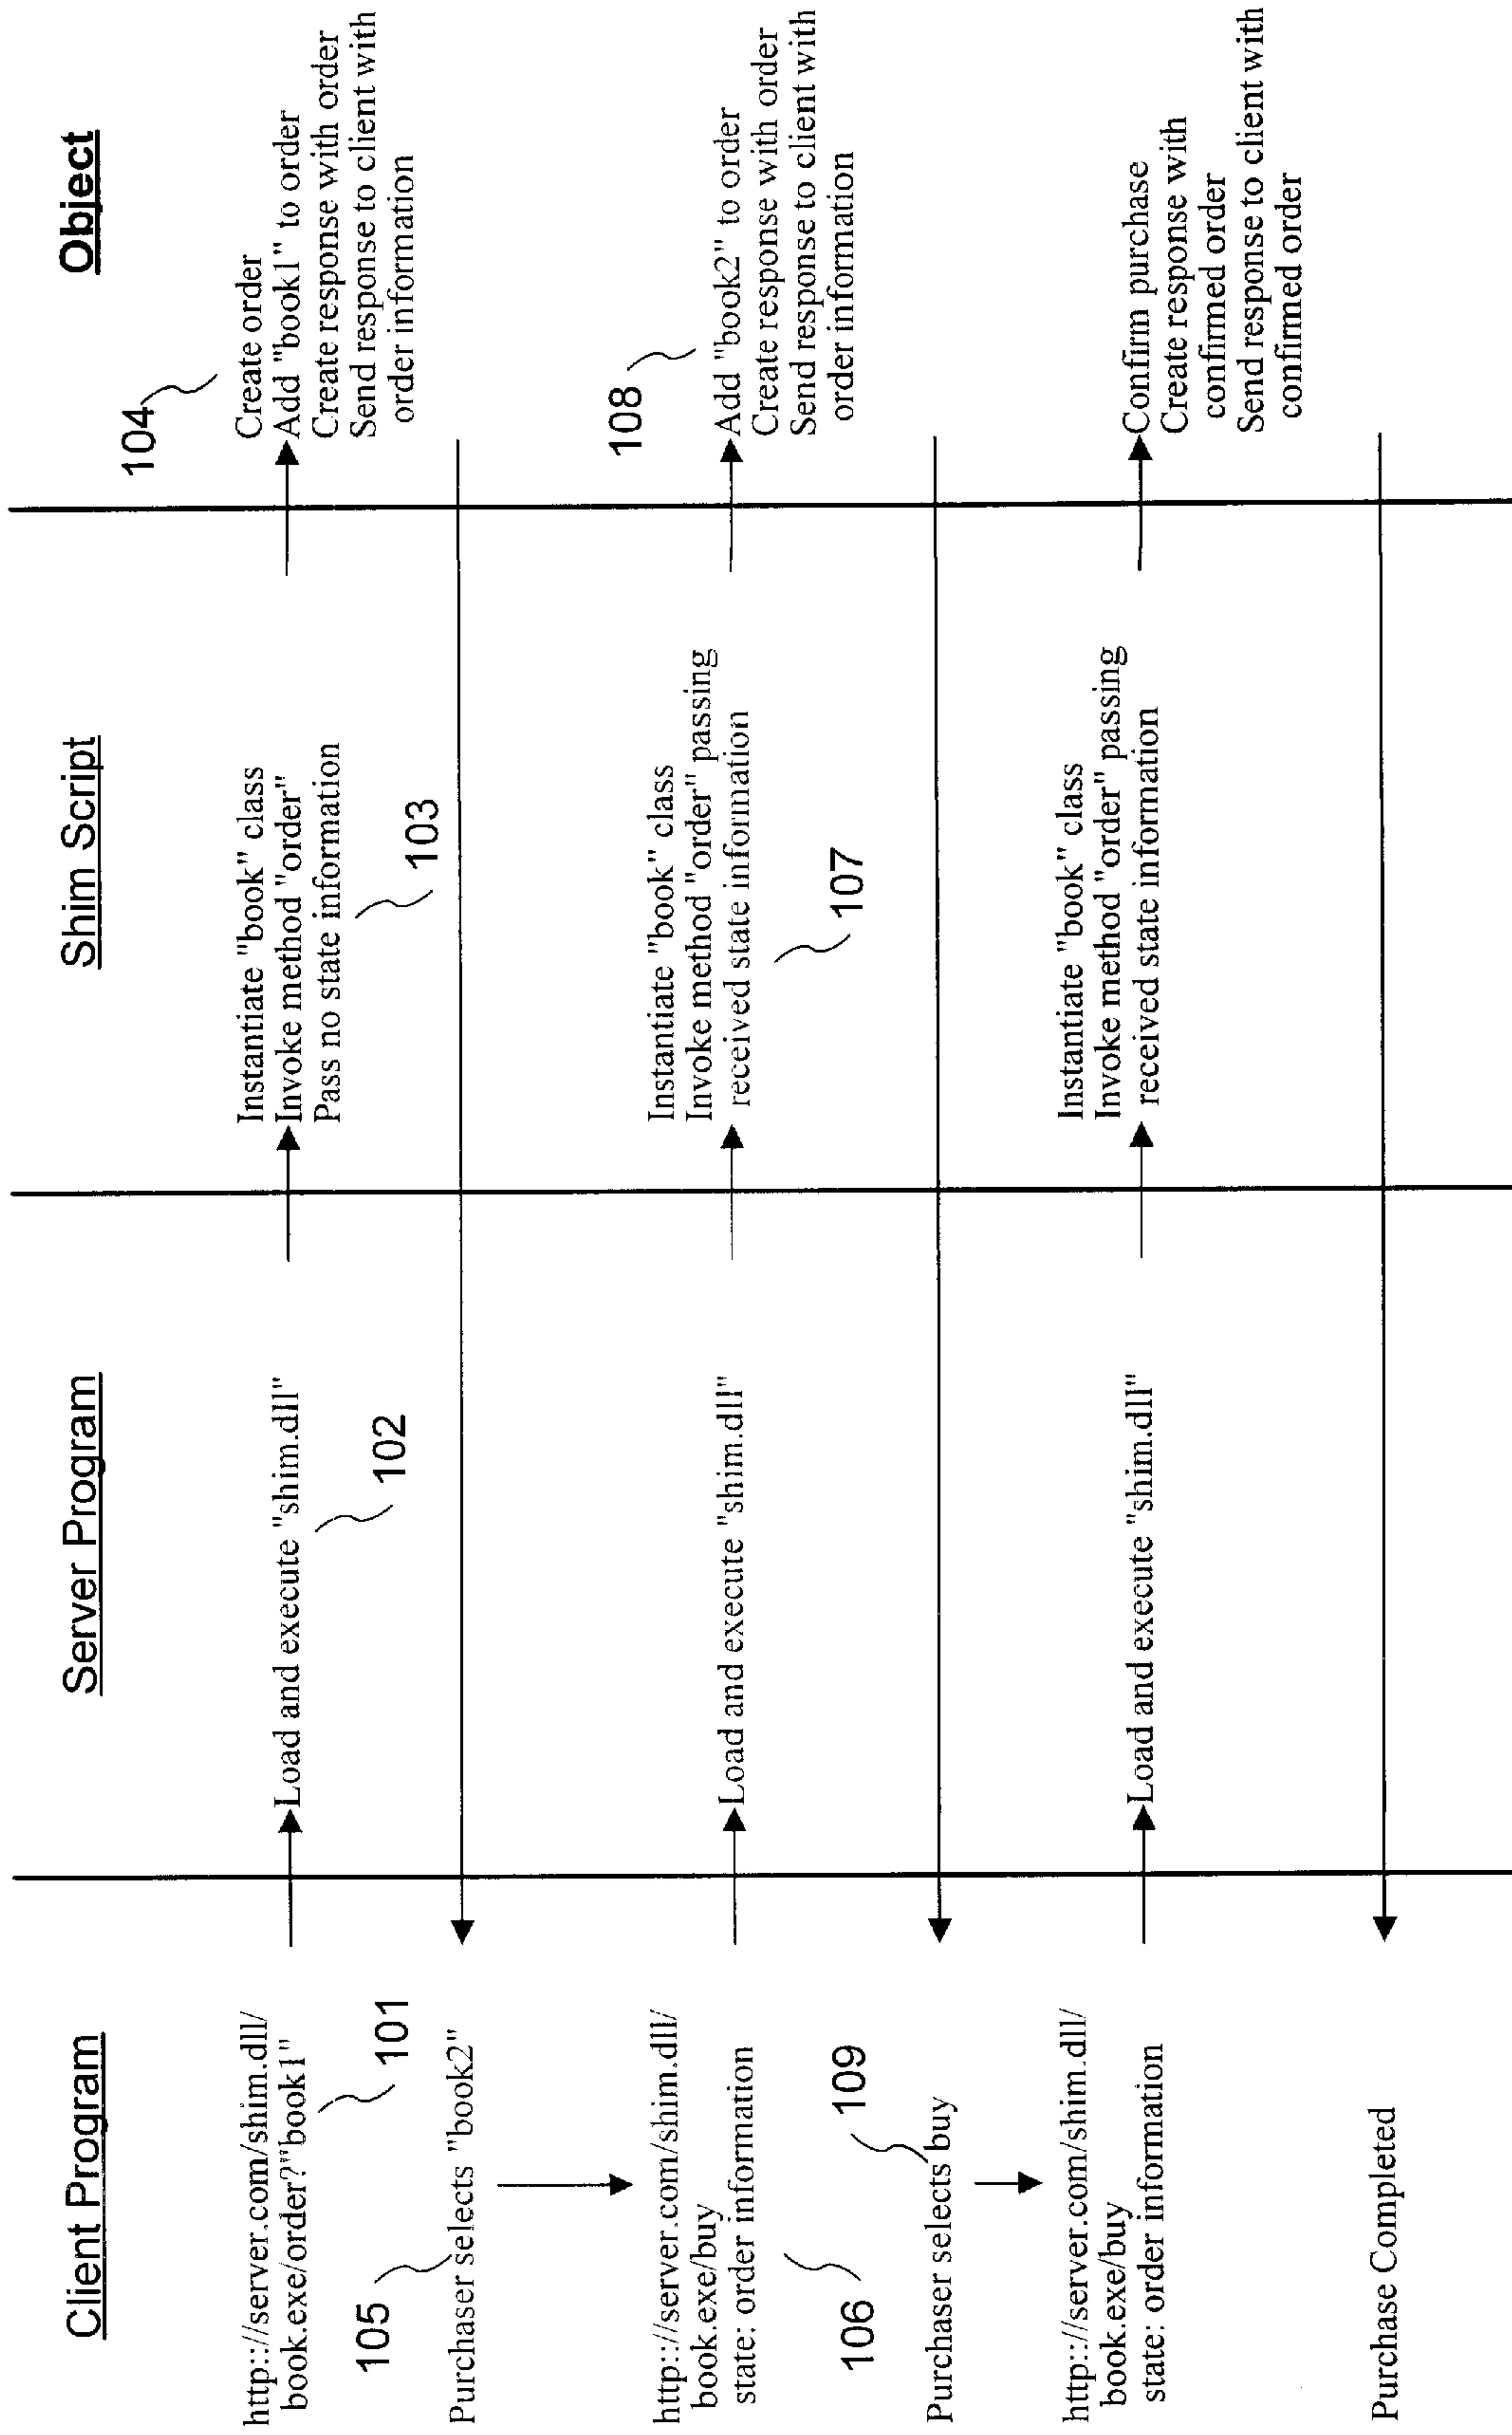 Client Program
Server Program
Shim Script
Object
http:://server.com/shim.dll/
book.exe/order?"book1"
101
Load and execute "shim.dll"
102
Instantiate "book" class
Invoke method "order"
Pass no state information
103
104
Create order
Add "book1" to order
Create response with order
Send response to client with
order information
105
Purchaser selects "book2"
http:://server.com/shim.dll/
book.exe/buy
state: order information
106
Load and execute "shim.dll"
Instantiate "book" class
Invoke method "order" passing
received state information
107
108
Add "book2" to order
Create response with order
Send response to client with
order information
109
Purchaser selects buy
http:://server.com/shim.dll/
book.exe/buy
state: order information
Load and execute "shim.dll"
Instantiate "book" class
Invoke method "order" passing
received state information
Confirm purchase
Create response with
confirmed order
Send response to client with
confirmed order
Purchase Completed